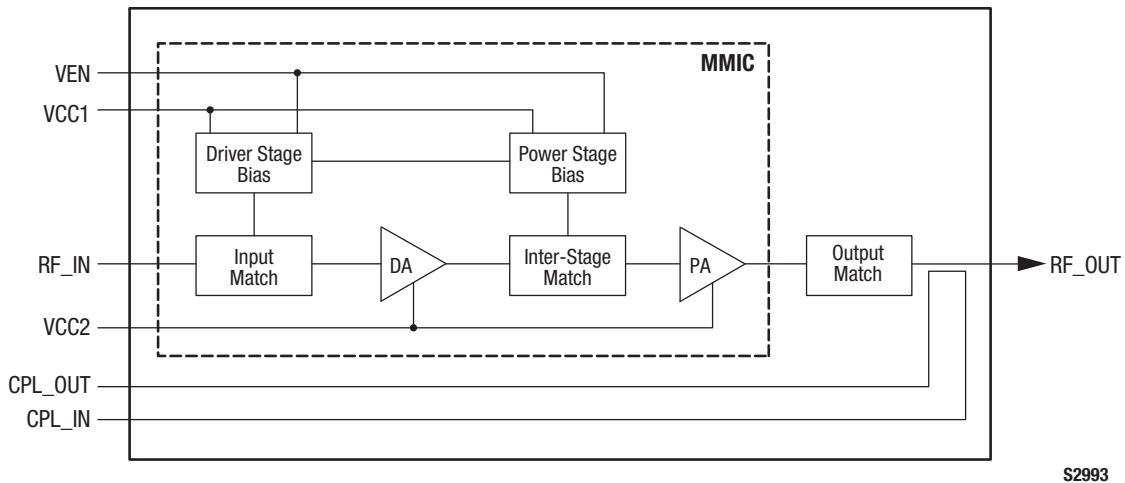 MMIC
VEN
VCC1
Driver Stage
Bias
Power Stage
Bias
RF_IN
Input
Match
DA
Inter-Stage
Match
PA
Output
Match
RF_OUT
VCC2
CPL_OUT
CPL_IN
S2993